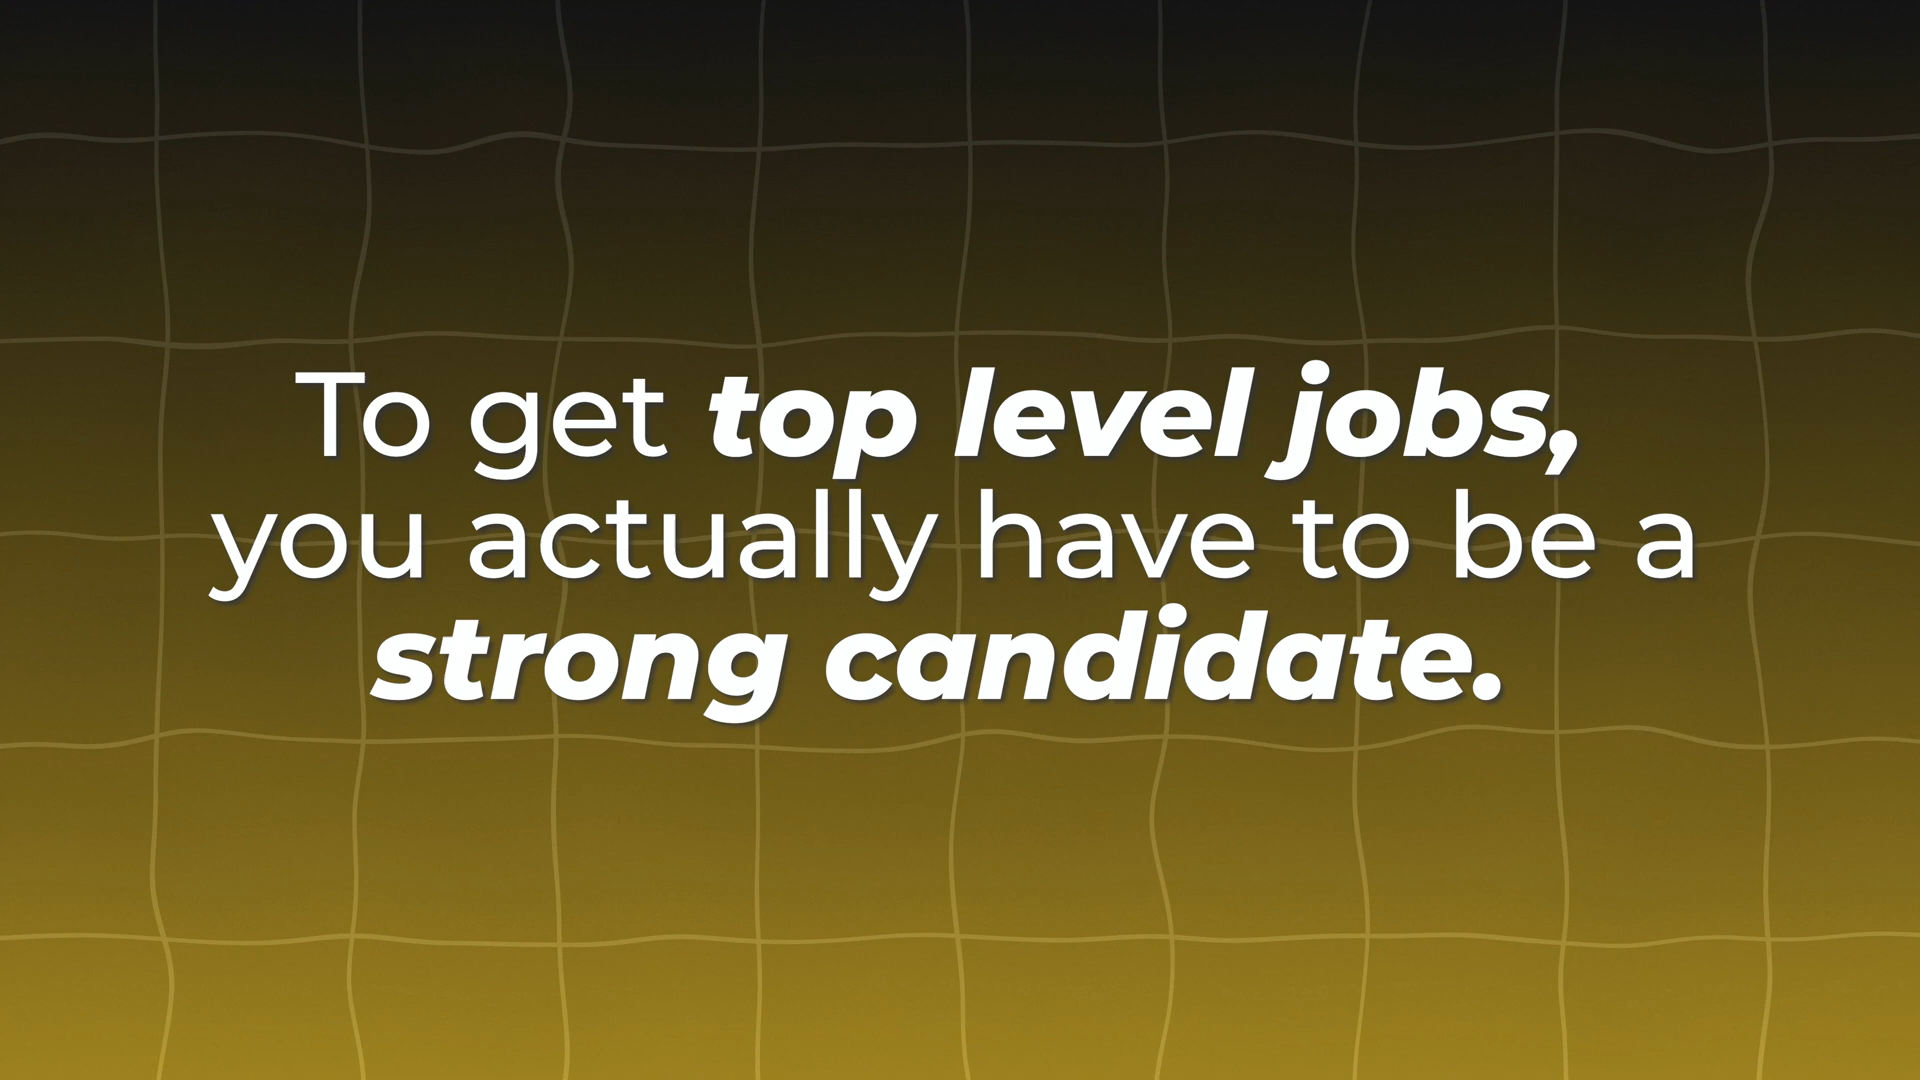 To get top level jobs,
you actually have to be a
strong candidate.